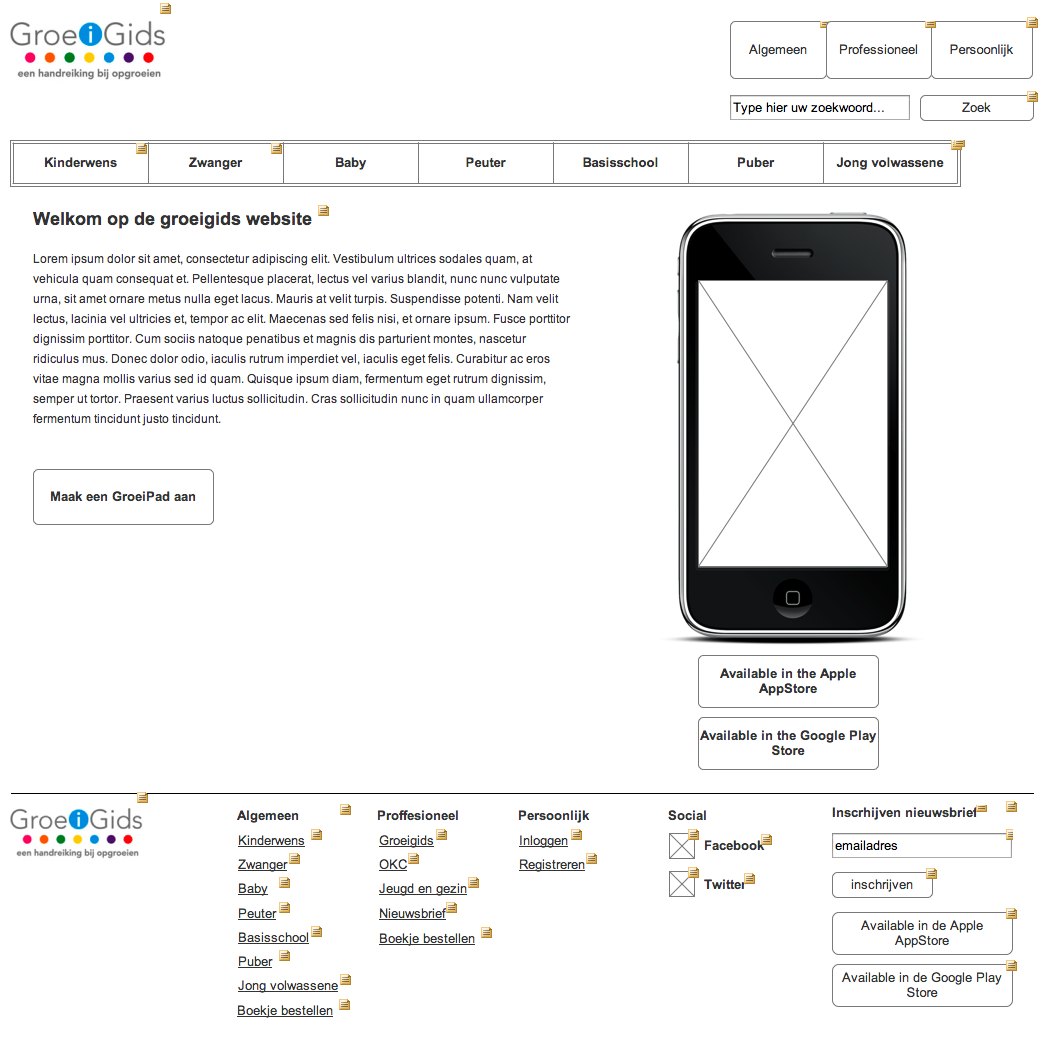 GroeiGids
een handreiking bij opgroeien
Algemeen
Professioneel
Persoonlijk
Type hier uw zoekwoord...
Zoek
Kinderwens
Zwanger
Baby
Peuter
Basisschool
Puber
Jong volwassene
Welkom op de groeigids website
Lorem ipsum dolor sit amet, consectetur adipiscing elit. Vestibulum ultrices sodales quam, at
vehicula quam consequat et. Pellentesque placerat, lectus vel varius blandit, nunc nunc vulputate
urna, sit amet ornare metus nulla eget lacus. Mauris at velit turpis. Suspendisse potenti. Nam velit
lectus, lacinia vel ultricies et, tempor ac elit. Maecenas sed felis nisi, et ornare ipsum. Fusce porttitor
dignissim porttitor. Cum sociis natoque penatibus et magnis dis parturient montes, nascetur
ridiculus mus. Donec dolor odio, iaculis rutrum imperdiet vel, iaculis eget felis. Curabitur ac eros
vitae magna mollis varius sed id quam. Quisque ipsum diam, fermentum eget rutrum dignissim,
semper ut tortor. Praesent varius luctus sollicitudin. Cras sollicitudin nunc in quam ullamcorper
fermentum tincidunt justo tincidunt.
Maak een GroeiPad aan
Available in the Apple
AppStore
Available in the Google Play
Store
GroeiGids
een handreiking bij opgroeien
Algemeen
Kinderwens
Zwanger
Baby
Peuter
Basisschool
Puber
Jong volwassene
Boekje bestellen
Proffesioneel
Groeigids
OKC
Jeugd en gezin
Nieuwsbrief
Boekje bestellen
Persoonlijk
Inloggen
Registreren
Social
Facebook
Twitter
Inscrhijven nieuwsbrief
emailadres
inschrijven
Available in de Apple
AppStore
Available in de Google Play
Store